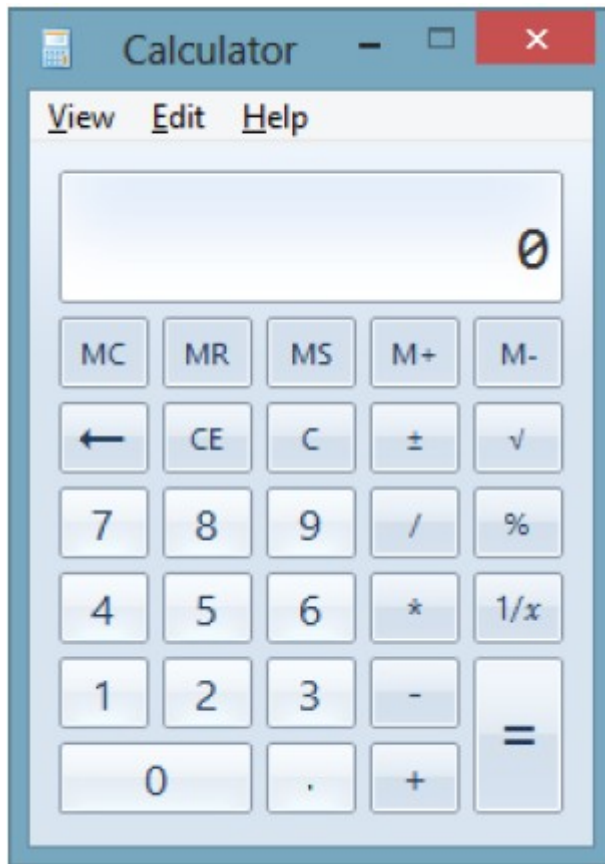 Calculator
View Edit Help
0
MC MR MS M+ M-
← CE C ± √
7 8 9 / %
4 5 6 * 1/x
1 2 3 - =
0 . +